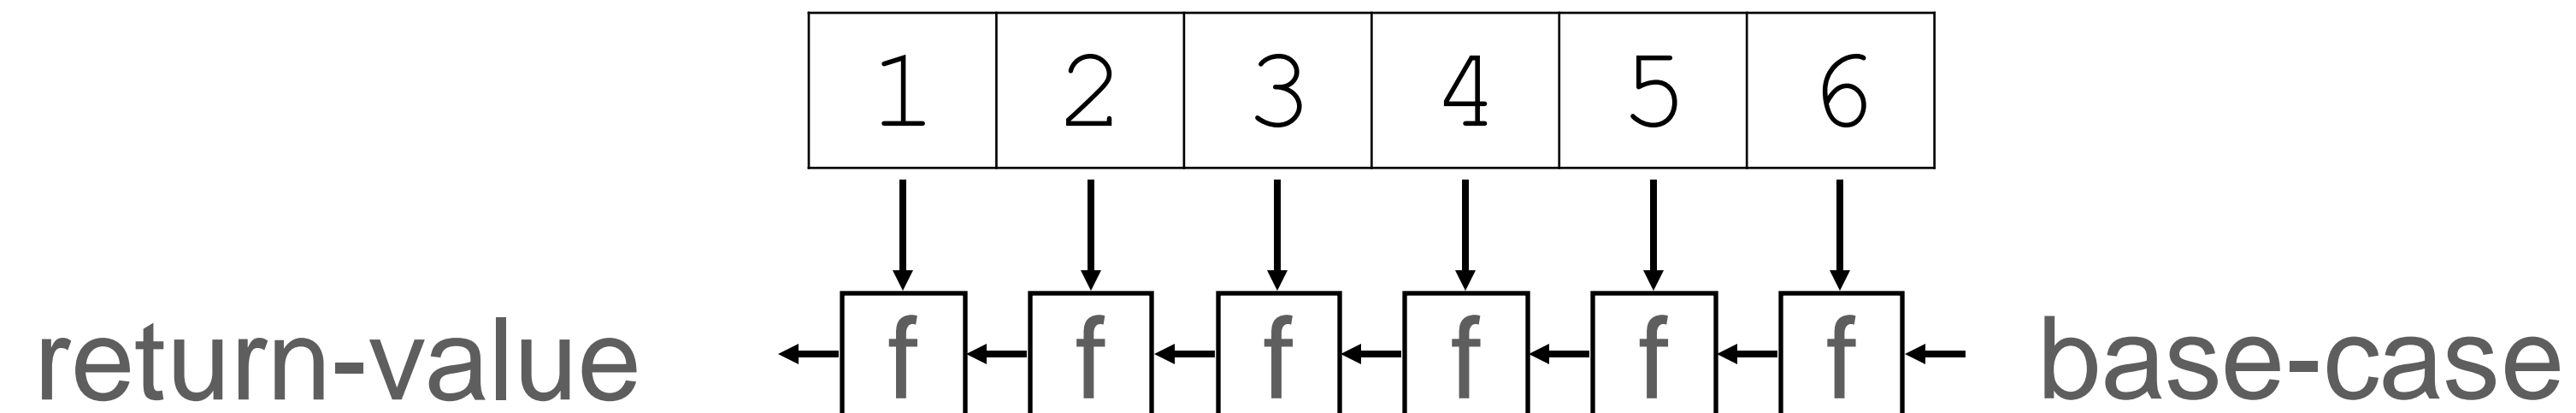 1 2 3 4 5 6
return-value f f f f f f base-case